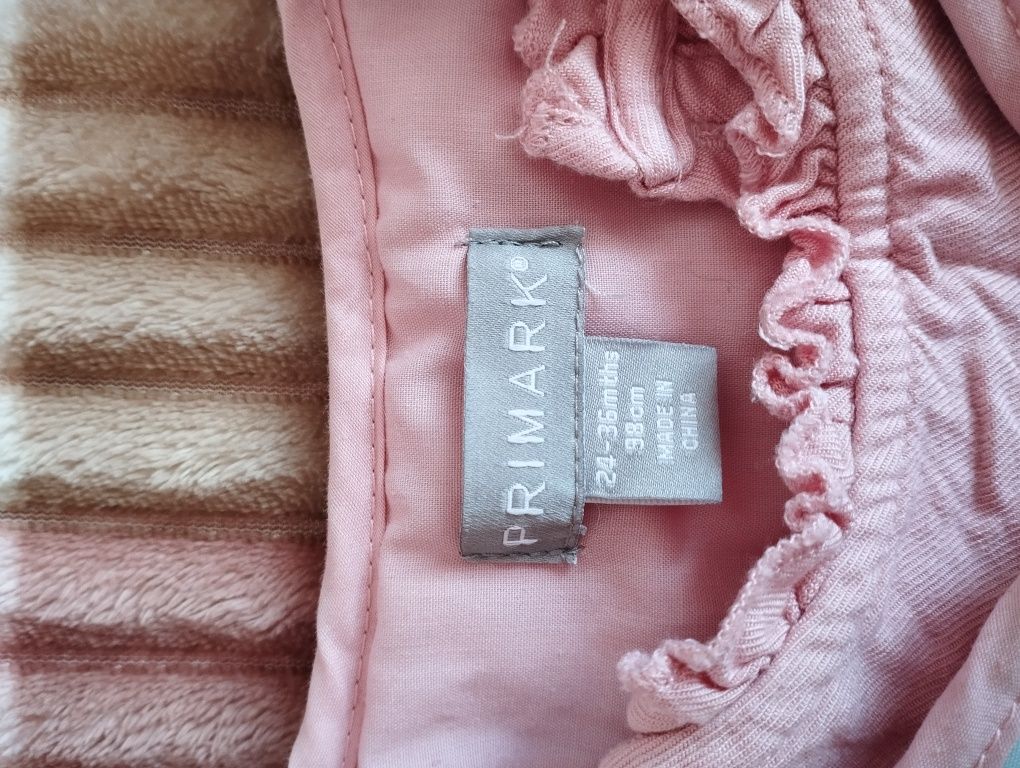 PRIMARK®
24-36mths
98cm
MADE IN
CHINA